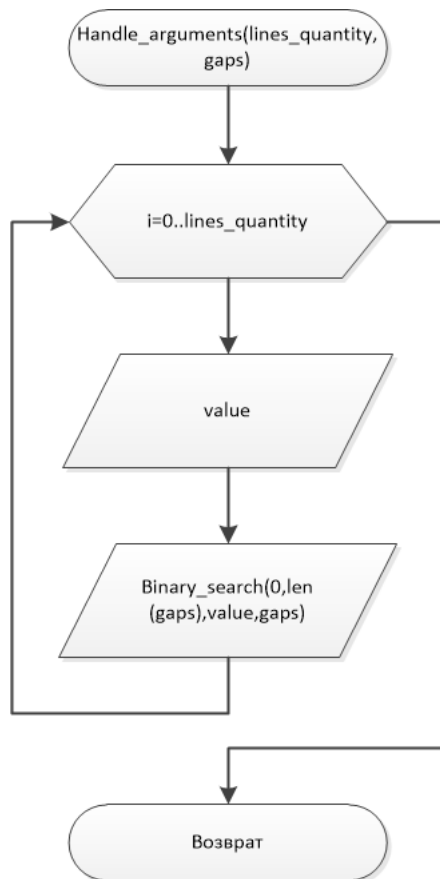 Handle_arguments(lines_quantity,
gaps)
i=0..lines_quantity
value
Binary_search(0,len
(gaps),value,gaps)
Возврат